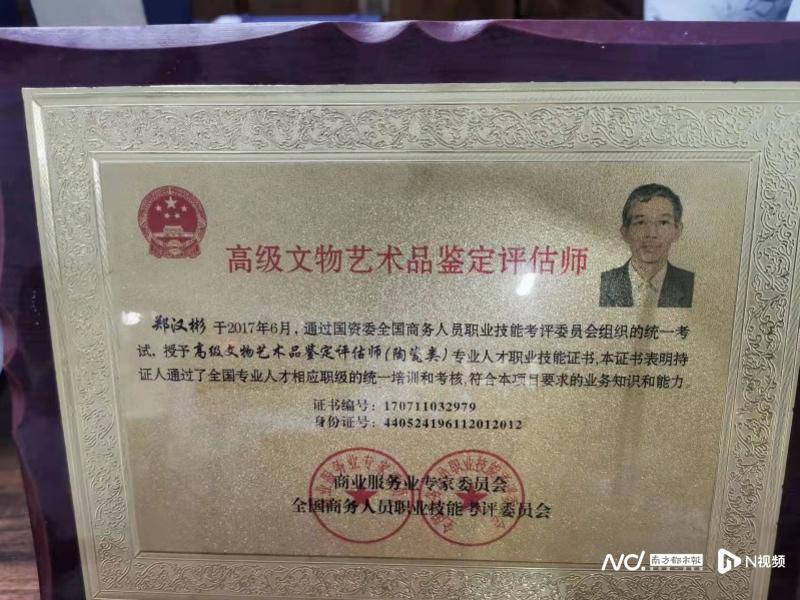 高级文物艺术品鉴定评估师
郑汉彬 于2017年6月，通过国资委全国商务人员职业技能考评委员会组织的统一考
试，授予高级文物艺术品鉴定评估师(陶瓷类)专业人才职业技能证书，本证书表明持
证人通过了全国专业人才相应职级的统一培训和考核，符合本项目要求的业务知识和能力。
证书编号：170711032979
身份证号：440524196112012012
商业服务业专家委员会
全国商务人员职业技能考评委员会
南方都市报
N视频